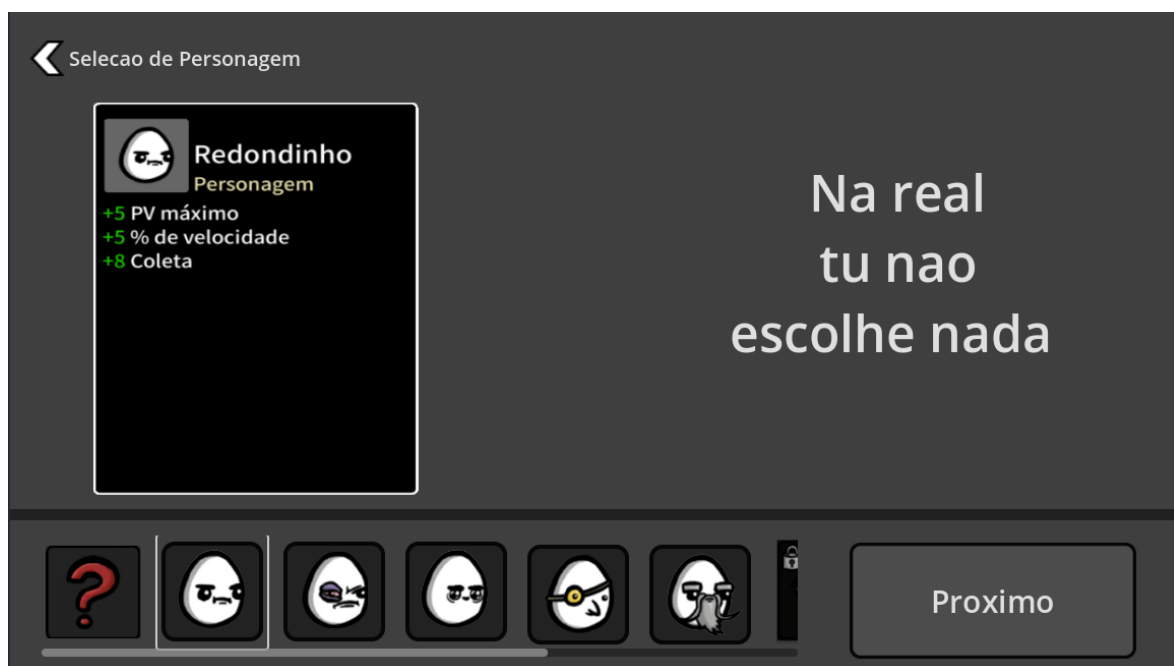 Selecao de Personagem
Redondinho
Personagem
+5 PV máximo
+5 % de velocidade
+8 Coleta
Na real
tu nao
escolhe nada
?
Proximo